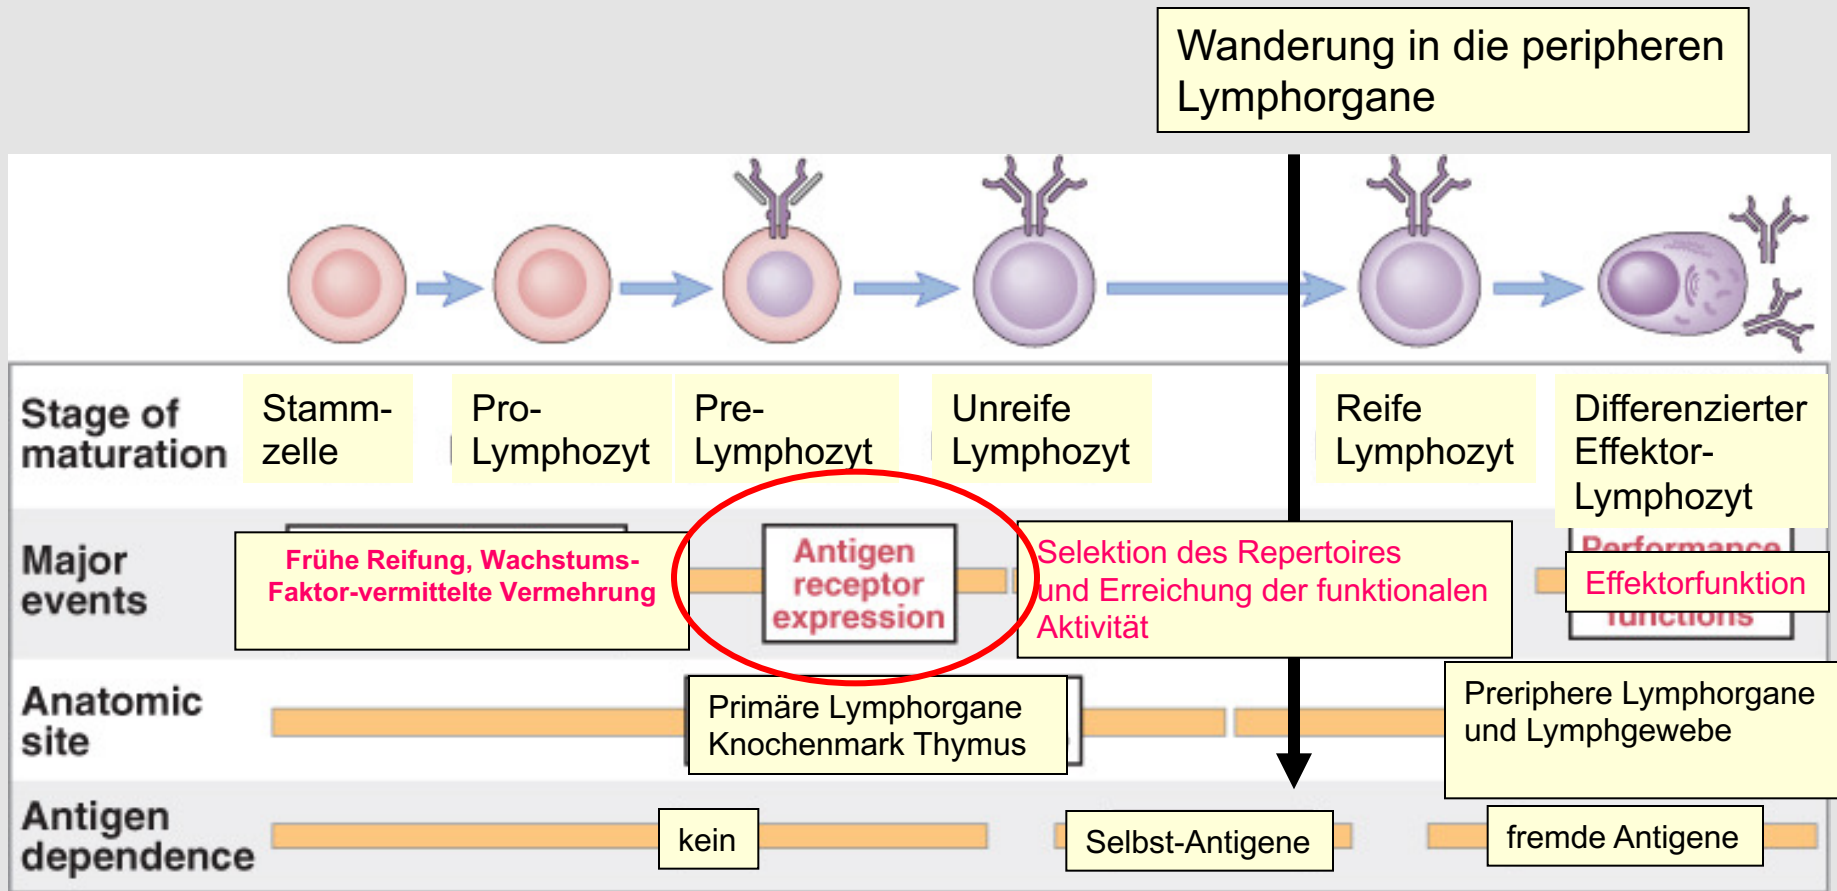 Wanderung in die peripheren
Lymphorgane
Stage of
maturation
Stamm-
zelle
Pro-
Lymphozyt
Pre-
Lymphozyt
Unreife
Lymphozyt
Reife
Lymphozyt
Differenzierter
Effektor-
Lymphozyt
Major
events
Frühe Reifung, Wachstums-
Faktor-vermittelte Vermehrung
Antigen
receptor
expression
Selektion des Repertoires
und Erreichung der funktionalen
Aktivität
Performance
Effektorfunktion
functions
Anatomic
site
Primäre Lymphorgane
Knochenmark Thymus
Preriphere Lymphorgane
und Lymphgewebe
Antigen
dependence
kein
Selbst-Antigene
fremde Antigene